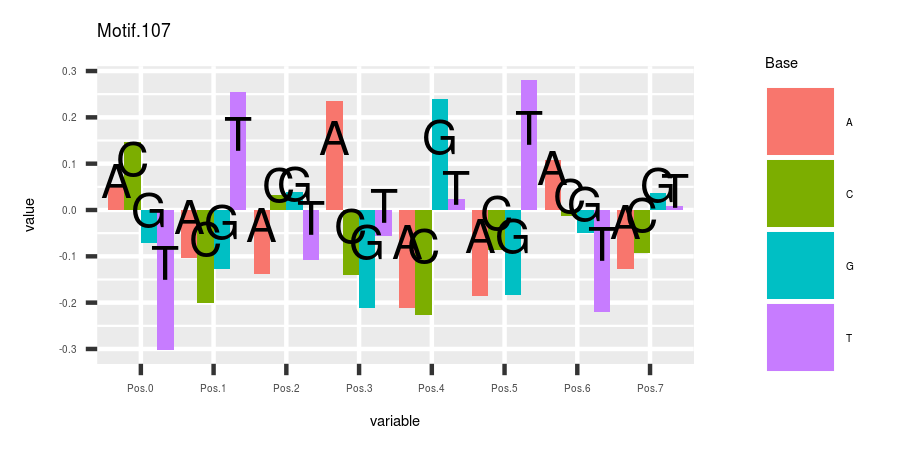 Motif.107
Base
0.3
0.2
0.1
0.0
-0.1
-0.2
-0.3
value
A C G T A C G T A C G T A C G T A C G T A C G T A C G T A C G T
Pos.0 Pos.1 Pos.2 Pos.3 Pos.4 Pos.5 Pos.6 Pos.7
variable
A
C
G
T